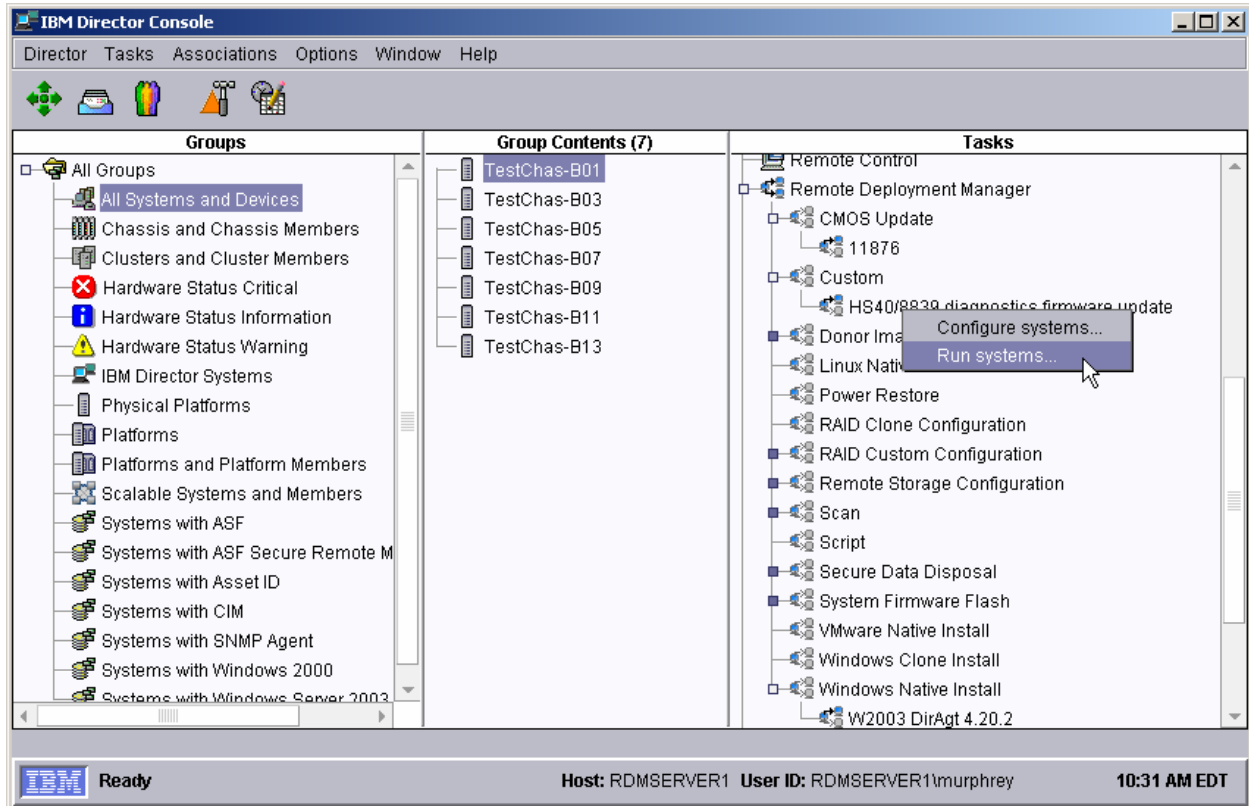 IBM Director Console
Director Tasks Associations Options Window Help
Groups
All Groups
All Systems and Devices
Chassis and Chassis Members
Clusters and Cluster Members
Hardware Status Critical
Hardware Status Information
Hardware Status Warning
IBM Director Systems
Physical Platforms
Platforms
Platforms and Platform Members
Scalable Systems and Members
Systems with ASF
Systems with ASF Secure Remote M
Systems with Asset ID
Systems with CIM
Systems with SNMP Agent
Systems with Windows 2000
Systems with Windows Server 2003
Group Contents (7)
TestChas-B01
TestChas-B03
TestChas-B05
TestChas-B07
TestChas-B09
TestChas-B11
TestChas-B13
Tasks
Remote Control
Remote Deployment Manager
CMOS Update
11876
Custom
HS40/8839 diagnostics firmware update
Configure systems...
Run systems...
Donor Ima
Linux Nativ
Power Restore
RAID Clone Configuration
RAID Custom Configuration
Remote Storage Configuration
Scan
Script
Secure Data Disposal
System Firmware Flash
VMware Native Install
Windows Clone Install
Windows Native Install
W2003 DirAgt 4.20.2
IBM Ready Host: RDMSERVER1 User ID: RDMSERVER1\murphrey 10:31 AM EDT